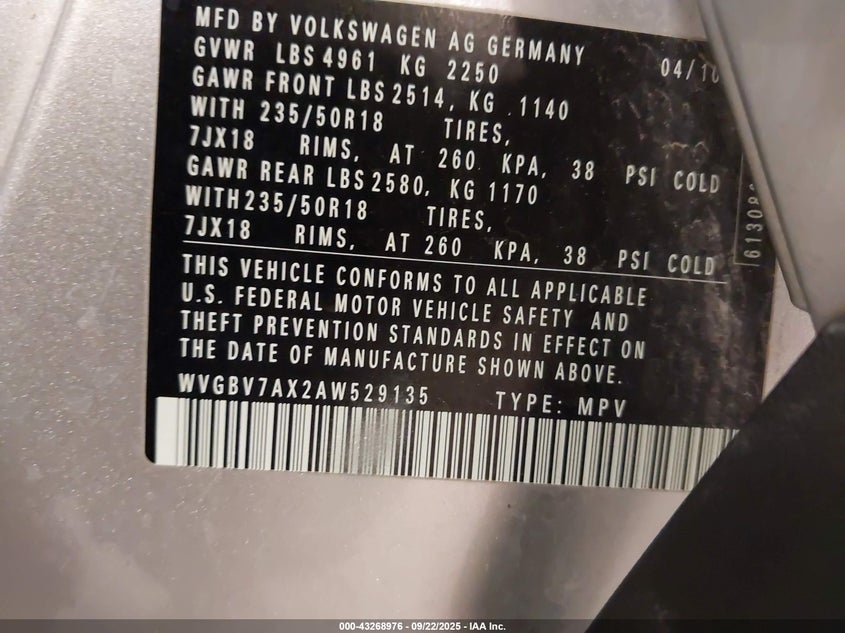 MFD BY VOLKSWAGEN AG GERMANY
GVWR LBS 4961 KG 2250 04/10
GAWR FRONT LBS 2514, KG 1140
WITH 235/50R18 TIRES,
7JX18 RIMS, AT 260 KPA, 38 PSI COLD
GAWR REAR LBS 2580, KG 1170
WITH 235/50R18 TIRES,
7JX18 RIMS, AT 260 KPA, 38 PSI COLD
THIS VEHICLE CONFORMS TO ALL APPLICABLE
U.S. FEDERAL MOTOR VEHICLE SAFETY AND
THEFT PREVENTION STANDARDS IN EFFECT ON
THE DATE OF MANUFACTURE SHOWN ABOVE.
WVGBV7AX2AW529135 TYPE: MPV
000-43268976 - 09/22/2025 - IAA Inc.